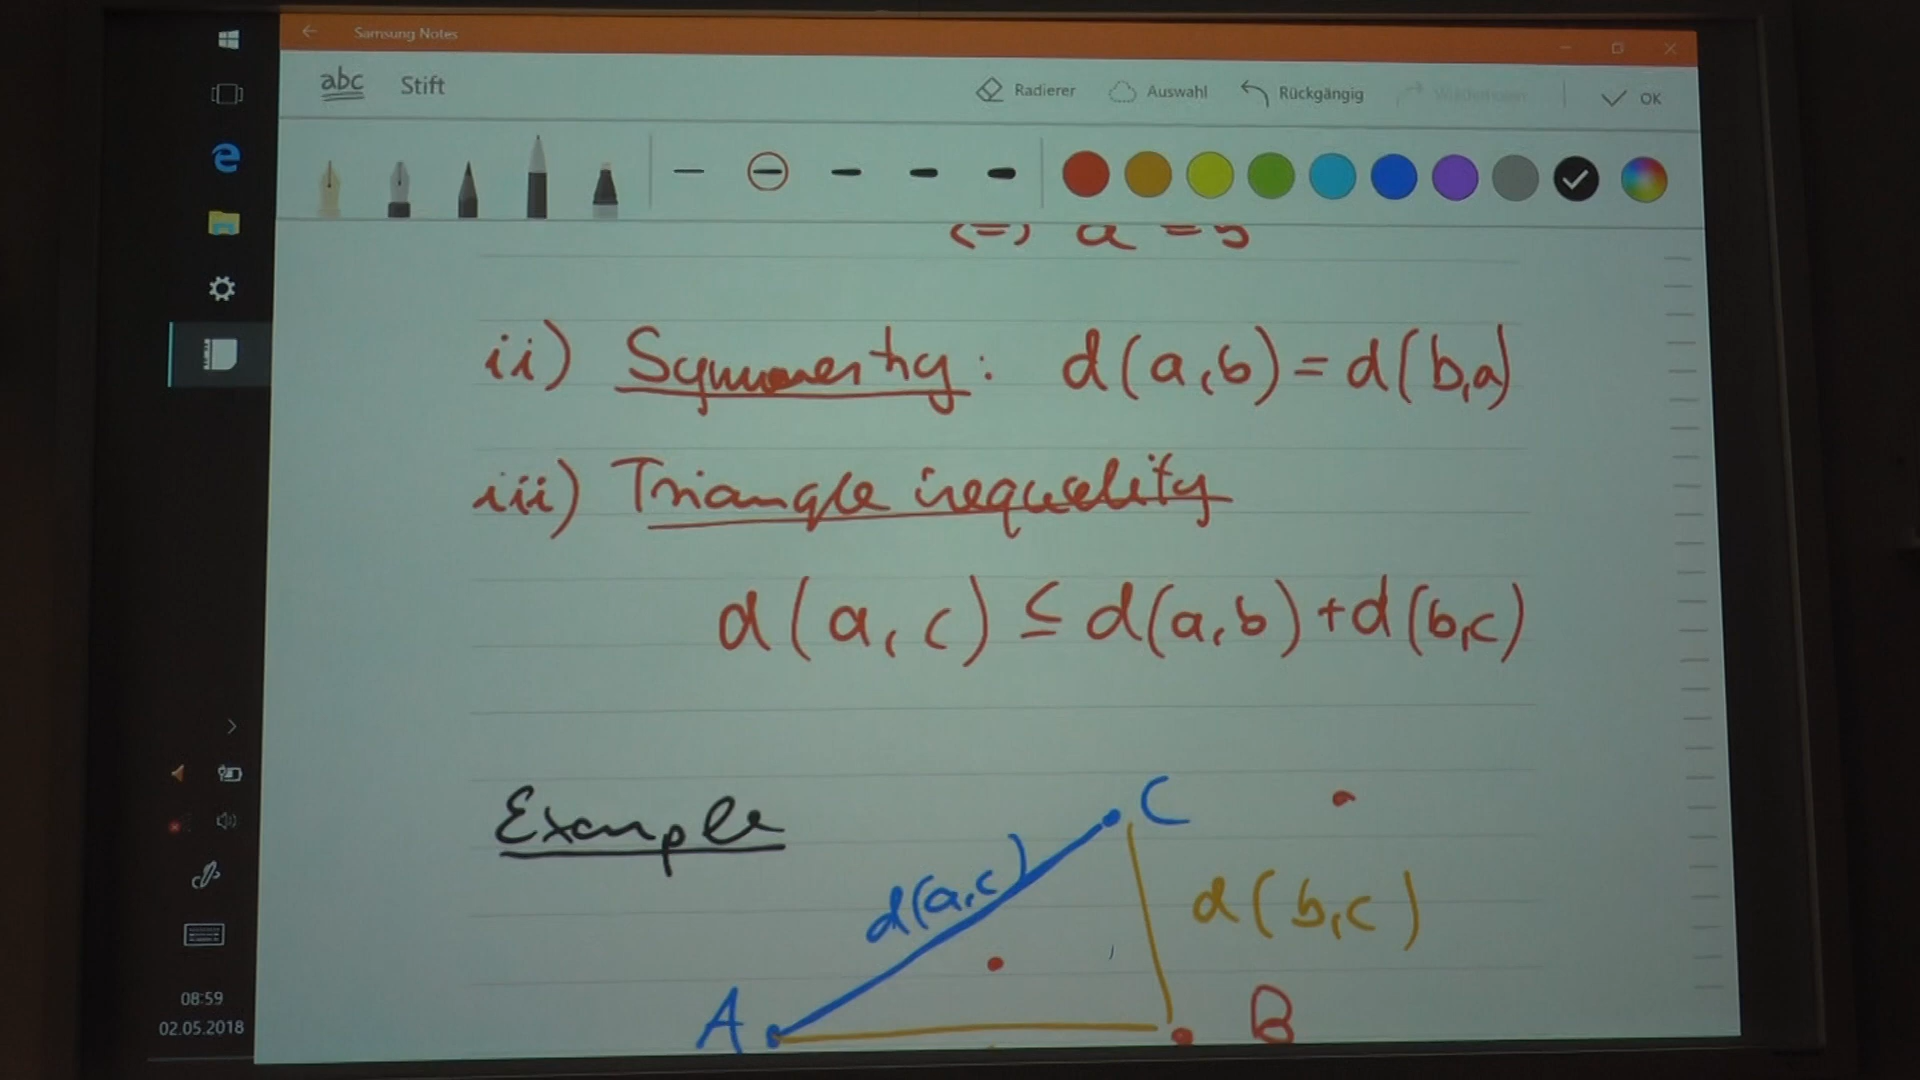 Samsung Notes
abc Stift Radierer Auswahl Rückgängig Wiederholen OK
(=) a = b
ii) Symmetry: d(a,b) = d(b,a)
iii) Triangle inequality
d(a,c) ≤ d(a,b) + d(b,c)
Example
C
d(a,c)
d(b,c)
A
B
08:59
02.05.2018